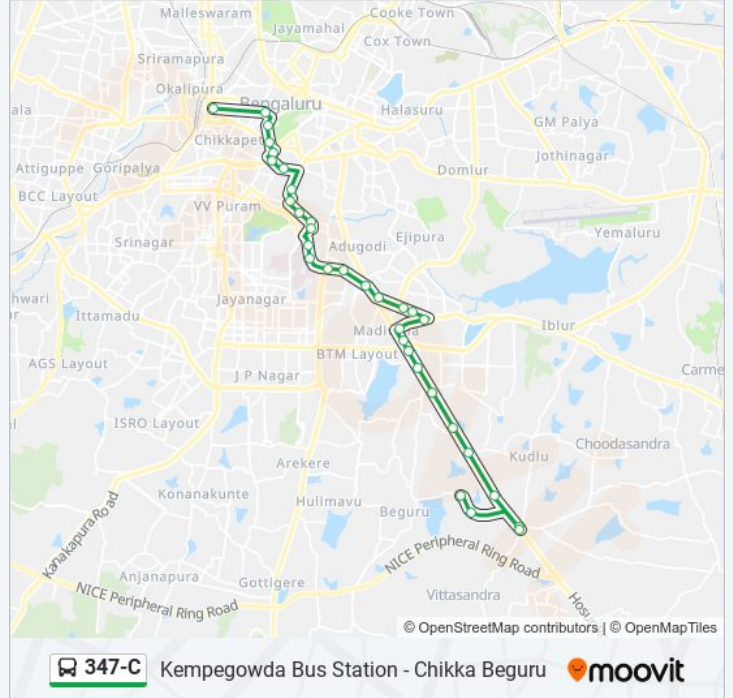 Malleswaram
Cooke Town
Jayamahal
Cox Town
Sriramapura
Okalipura
Bengaluru
Halasuru
GM Palya
ala
Chikkapet
Jothinagar
Attiguppe
Goripalya
Domlur
BCC Layout
VV Puram
Ejipura
Yemaluru
Srinagar
Adugodi
hwari
Jayanagar
Ittamadu
Iblur
BTM Layout
AGS Layout
J P Nagar
Carme
ISRO Layout
Choodasandra
Kudlu
Arekere
Konanakunte
Hulimavu
Beguru
Kanakapura Road
NICE Peripheral Ring Road
Anjanapura
Gottigere
NICE Peripheral Ring Road
Vittasandra
Hosu
© OpenStreetMap contributors | © OpenMapTiles
347-C Kempegowda Bus Station - Chikka Beguru moovit